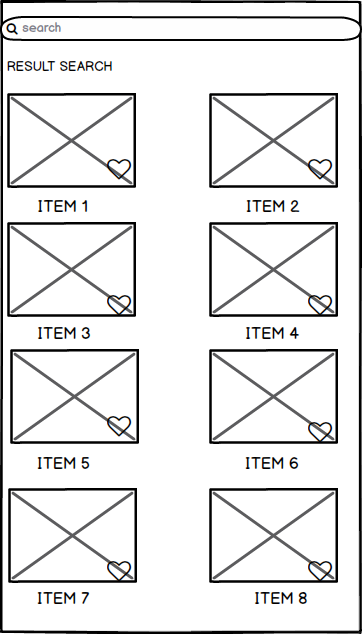 search
RESULT SEARCH
ITEM 1
ITEM 2
ITEM 3
ITEM 4
ITEM 5
ITEM 6
ITEM 7
ITEM 8